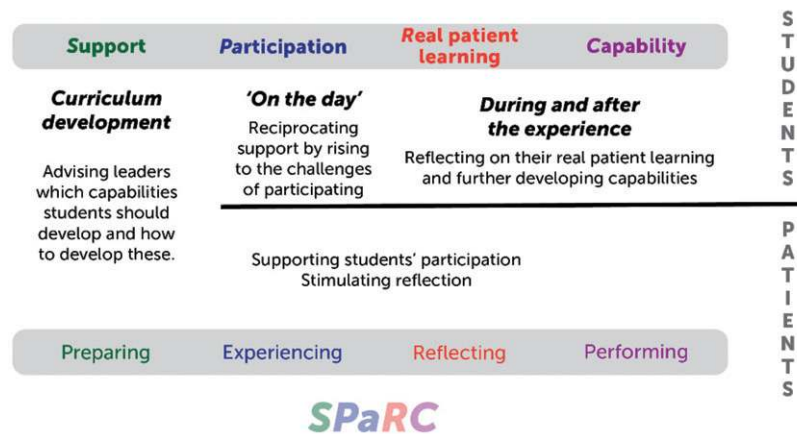 Support Participation Real patient learning Capability
Curriculum development
Advising leaders
which capabilities
students should
develop and how
to develop these.
'On the day'
Reciprocating
support by rising
to the challenges
of participating
During and after
the experience
Reflecting on their real patient learning
and further developing capabilities
STUDENTS
Supporting students' participation
Stimulating reflection
PATIENTS
Preparing Experiencing Reflecting Performing
SPaRC